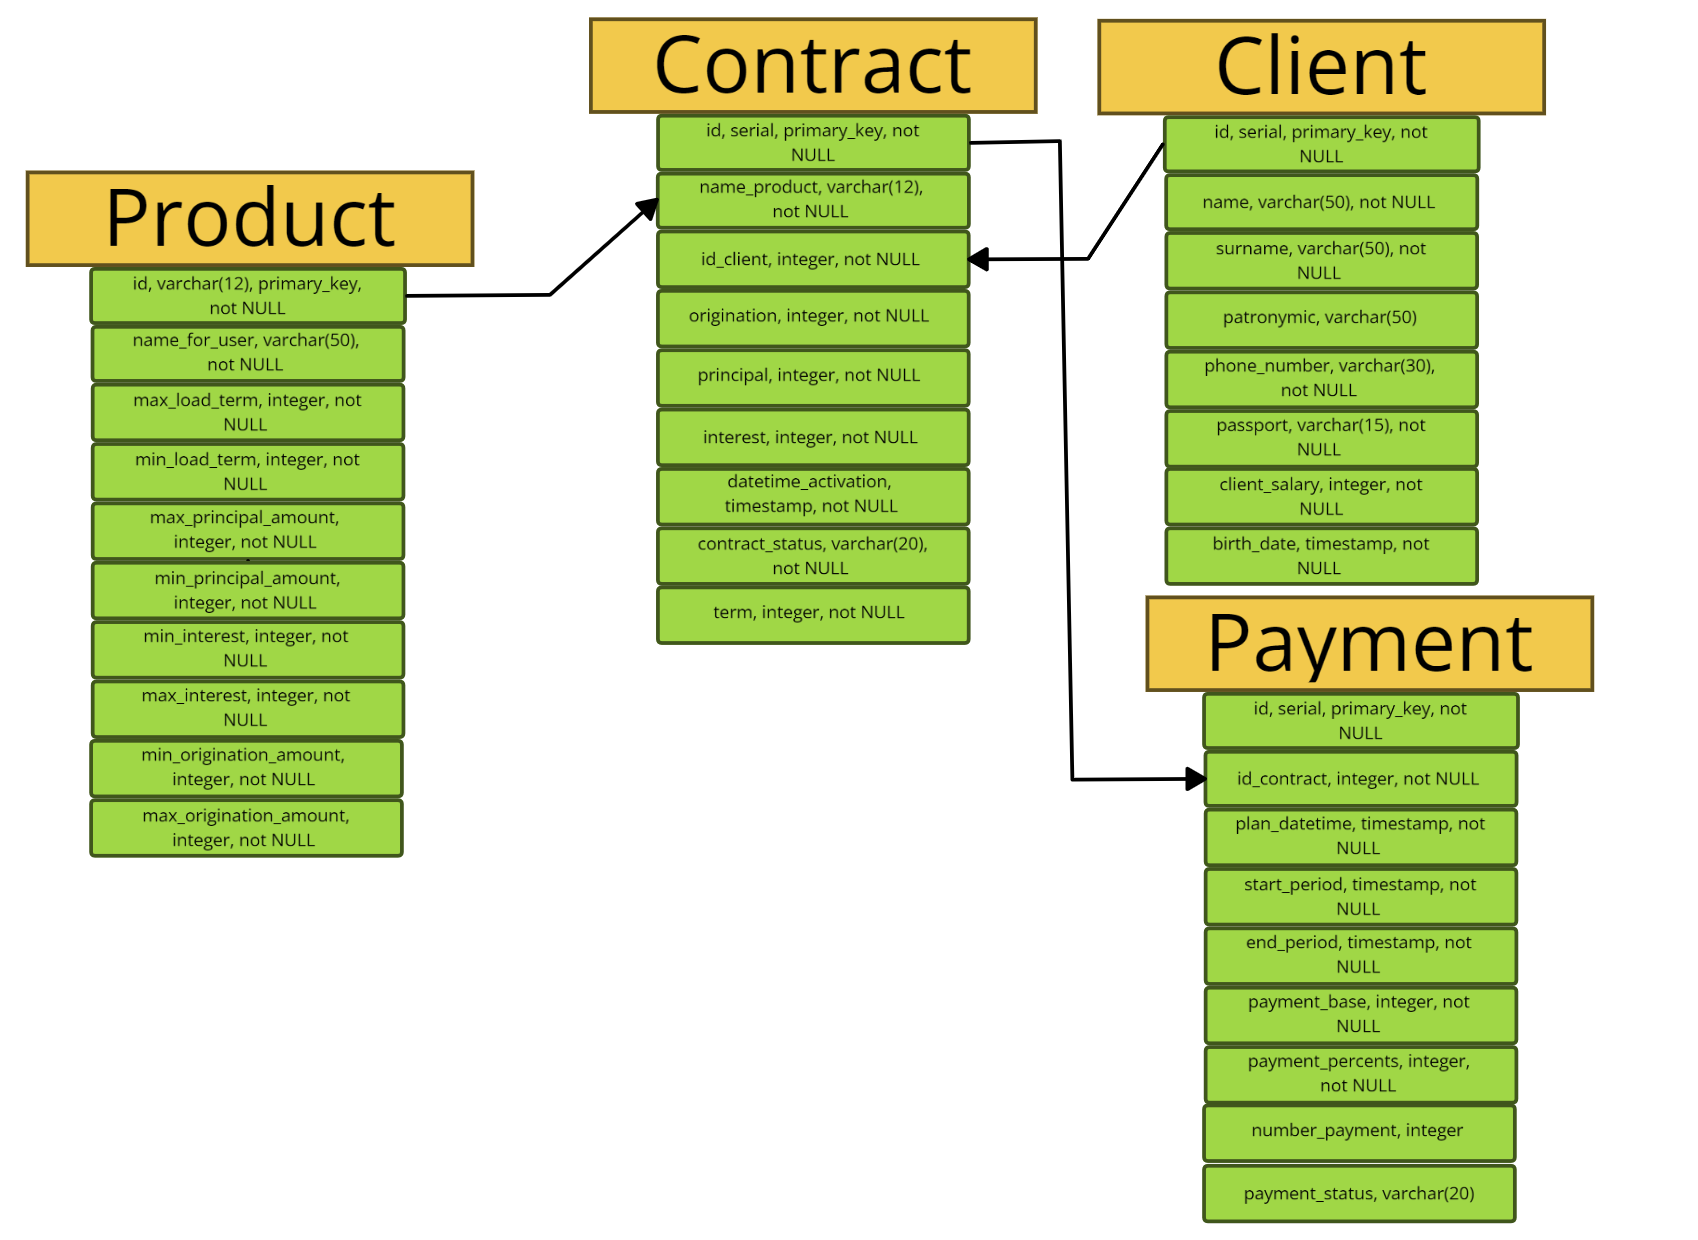 Product
id, varchar(12), primary_key,
not NULL
name_for_user, varchar(50),
not NULL
max_load_term, integer, not
NULL
min_load_term, integer, not
NULL
max_principal_amount,
integer, not NULL
min_principal_amount,
integer, not NULL
min_interest, integer, not
NULL
max_interest, integer, not
NULL
min_origination_amount,
integer, not NULL
max_origination_amount,
integer, not NULL
Contract
id, serial, primary_key, not
NULL
name_product, varchar(12),
not NULL
id_client, integer, not NULL
origination, integer, not NULL
principal, integer, not NULL
interest, integer, not NULL
datetime_activation,
timestamp, not NULL
contract_status, varchar(20),
not NULL
term, integer, not NULL
Client
id, serial, primary_key, not
NULL
name, varchar(50), not NULL
surname, varchar(50), not
NULL
patronymic, varchar(50)
phone_number, varchar(30),
not NULL
passport, varchar(15), not
NULL
client_salary, integer, not
NULL
birth_date, timestamp, not
NULL
Payment
id, serial, primary_key, not
NULL
id_contract, integer, not NULL
plan_datetime, timestamp, not
NULL
start_period, timestamp, not
NULL
end_period, timestamp, not
NULL
payment_base, integer, not
NULL
payment_percents, integer,
not NULL
number_payment, integer
payment_status, varchar(20)